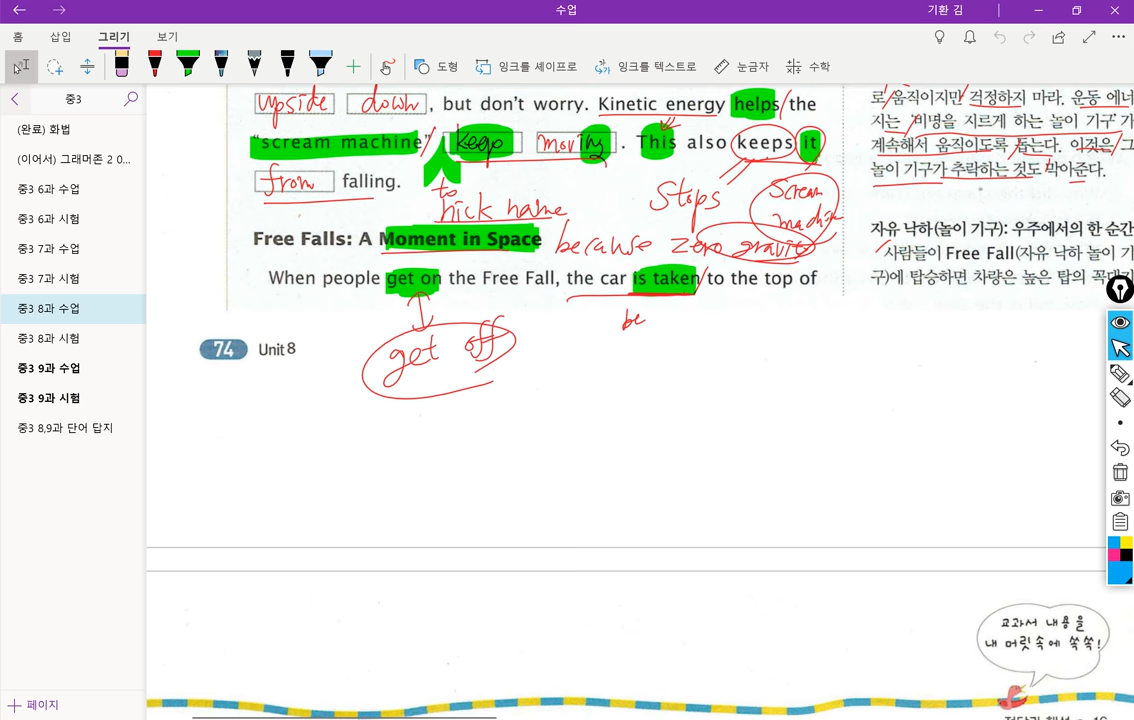 수업
기환 김
홈 삽입 그리기 보기
도형 잉크를 셰이프로 잉크를 텍스트로 눈금자 수학
중3
(완료) 화법
(이어서) 그래머존 2 0...
중3 6과 수업
중3 6과 시험
중3 7과 수업
중3 7과 시험
중3 8과 수업
중3 8과 시험
중3 9과 수업
중3 9과 시험
중3 8,9과 단어 답지
페이지
upside down, but don't worry. Kinetic energy helps the
"scream machine" keep moving. This also keeps it
to
nick name
stops
scream
machine
from falling.
Free Falls: A Moment in Space because zero gravity
When people get on the Free Fall, the car is taken to the top of
be
get off
74 Unit 8
로 움직이지만 걱정하지 마라. 운동 에너
지는 '비명을 지르게 하는 놀이 기구'가
계속해서 움직이도록 돕는다. 이것은 그
놀이 기구가 추락하는 것도 막아준다.
자유 낙하(놀이 기구): 우주에서의 한 순간
사람들이 Free Fall(자유 낙하 놀이 기
구)에 탑승하면 차량은 높은 탑의 꼭대기
교과서 내용을
내 머릿속에 쏙쏙!